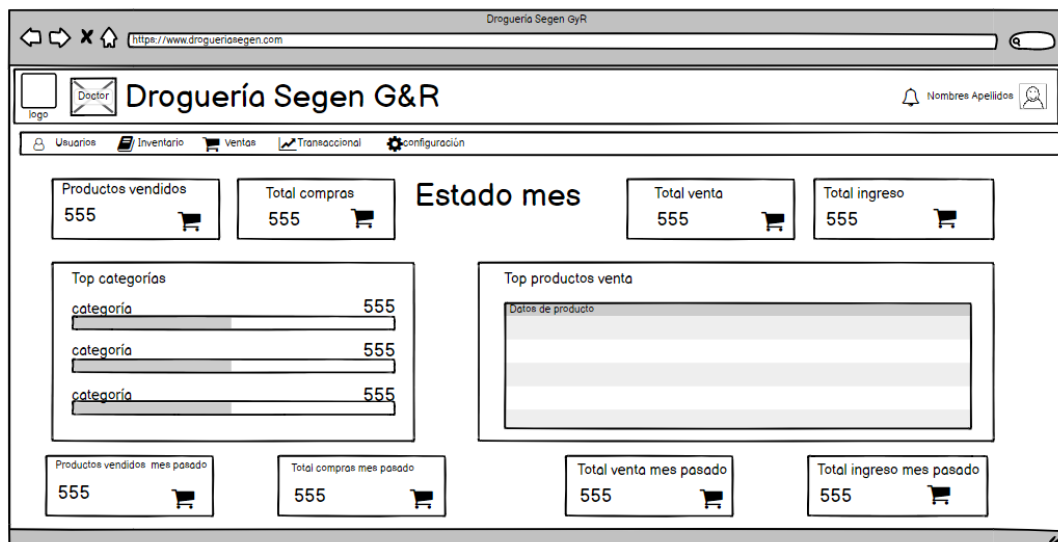 Droguería Segen GyR
https://www.drogueriasegen.com
logo
Doctor
Droguería Segen G&R
Nombres Apellidos
Usuarios Inventario Ventas Transaccional configuración
Productos vendidos
555
Total compras
555
Estado mes
Total venta
555
Total ingreso
555
Top categorías
categoría 555
categoría 555
categoría 555
Top productos venta
Datos de producto
Productos vendidos mes pasado
555
Total compras mes pasado
555
Total venta mes pasado
555
Total ingreso mes pasado
555